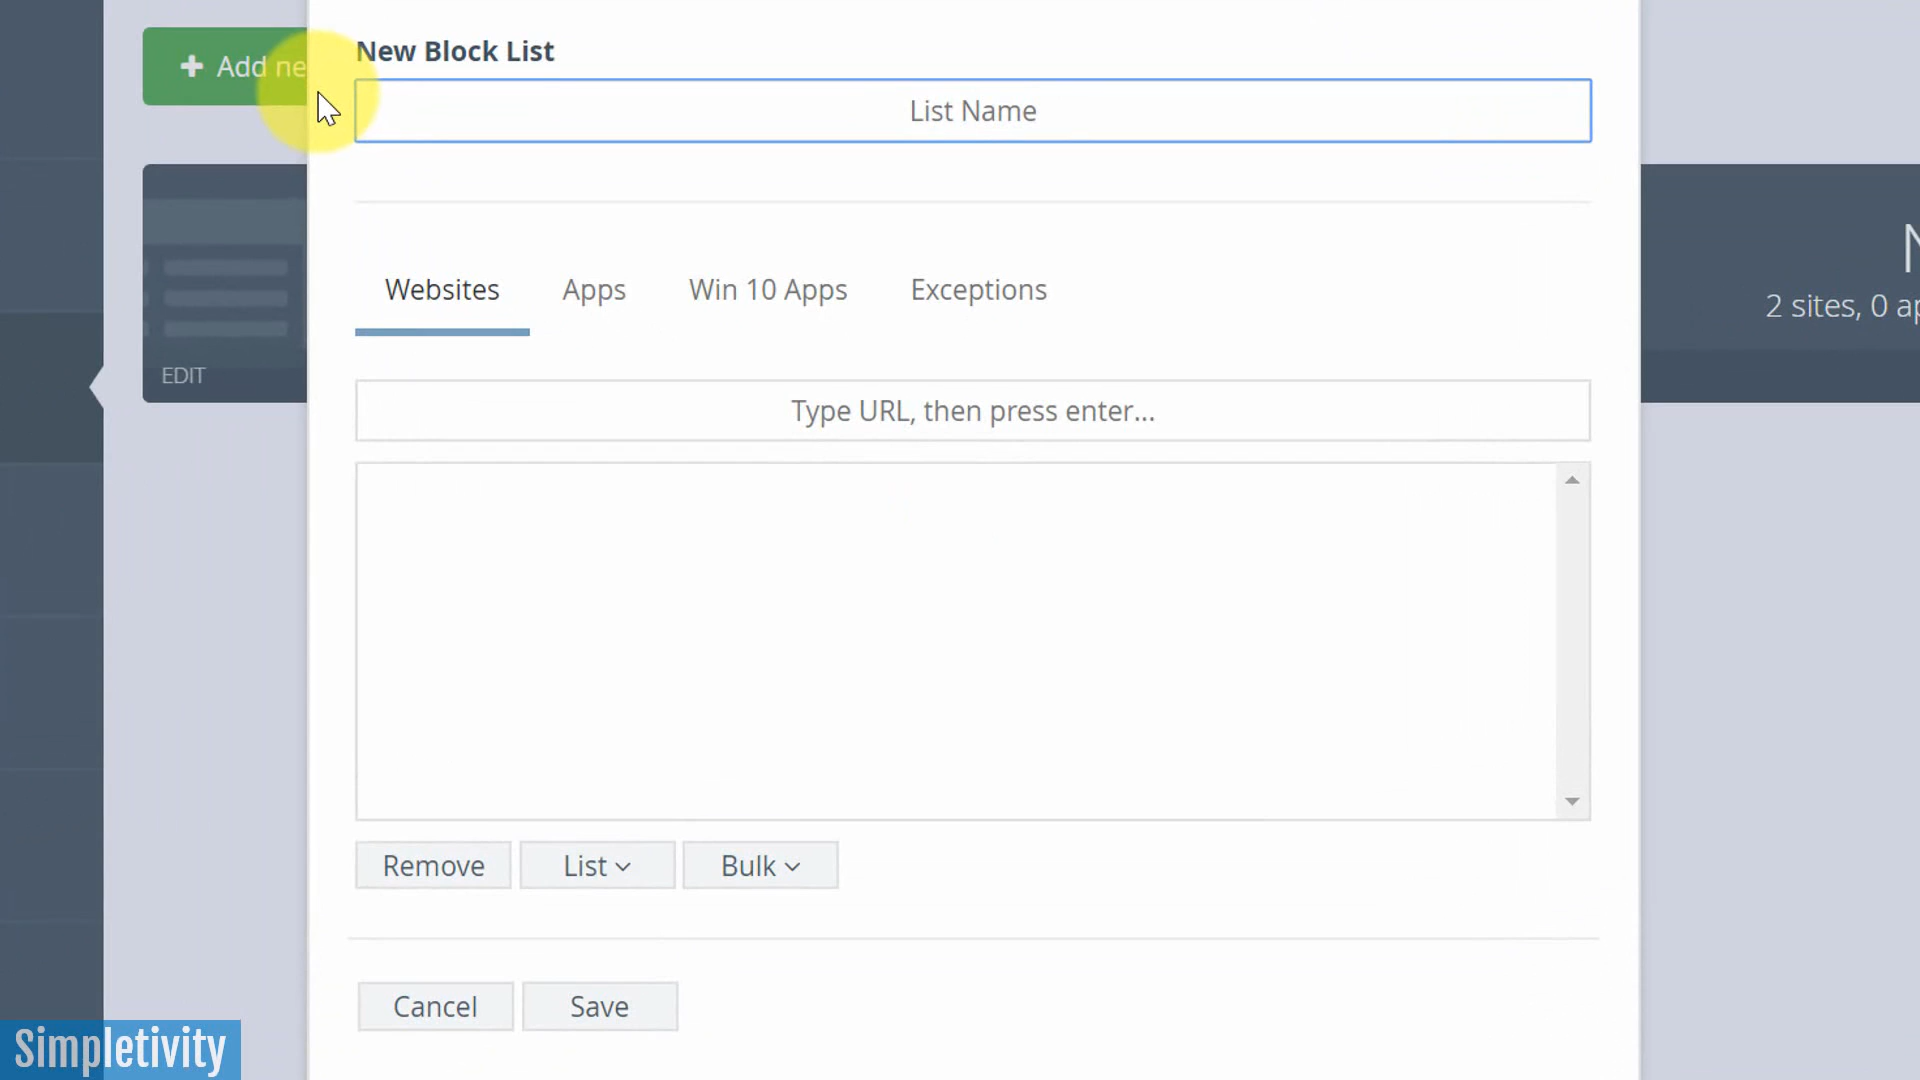 New Block List
+ Add ne
List Name
Websites Apps Win 10 Apps Exceptions
2 sites, 0 ap
EDIT
Type URL, then press enter...
Remove List Bulk
Cancel Save
Simpletivity